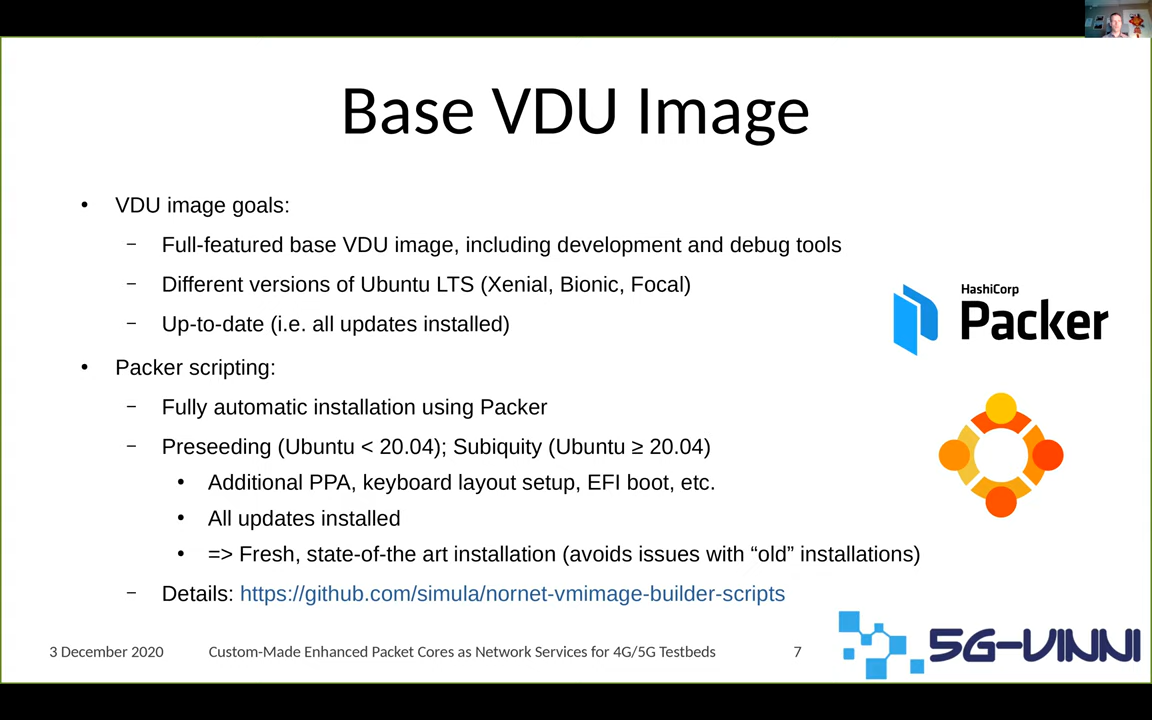 Base VDU Image
• VDU image goals:
– Full-featured base VDU image, including development and debug tools
– Different versions of Ubuntu LTS (Xenial, Bionic, Focal)
– Up-to-date (i.e. all updates installed)
• Packer scripting:
– Fully automatic installation using Packer
– Preseeding (Ubuntu < 20.04); Subiquity (Ubuntu ≥ 20.04)
• Additional PPA, keyboard layout setup, EFI boot, etc.
• All updates installed
• => Fresh, state-of-the art installation (avoids issues with “old” installations)
– Details: https://github.com/simula/nornet-vmimage-builder-scripts
HashiCorp
Packer
3 December 2020
Custom-Made Enhanced Packet Cores as Network Services for 4G/5G Testbeds
7
5G-VINNI